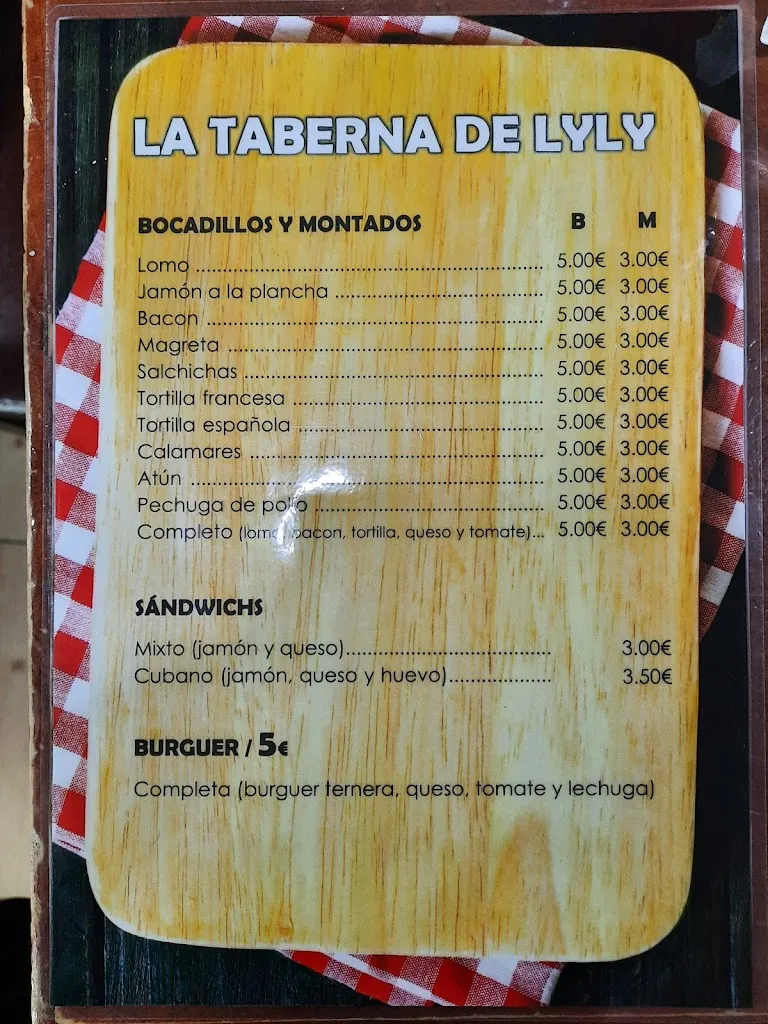 LA TABERNA DE LYLY
BOCADILLOS Y MONTADOS B M
Lomo ........................................ 5.00€ 3.00€
Jamón a la plancha ........................................ 5.00€ 3.00€
Bacon ........................................ 5.00€ 3.00€
Magreta ........................................ 5.00€ 3.00€
Salchichas ........................................ 5.00€ 3.00€
Tortilla francesa ........................................ 5.00€ 3.00€
Tortilla española ........................................ 5.00€ 3.00€
Calamares ........................................ 5.00€ 3.00€
Atún ........................................ 5.00€ 3.00€
Pechuga de pollo ........................................ 5.00€ 3.00€
Completo (lomo, bacon, tortilla, queso y tomate)... 5.00€ 3.00€
SÁNDWICHS
Mixto (jamón y queso)........................................ 3.00€
Cubano (jamón, queso y huevo).................... 3.50€
BURGUER / 5€
Completa (burguer ternera, queso, tomate y lechuga)